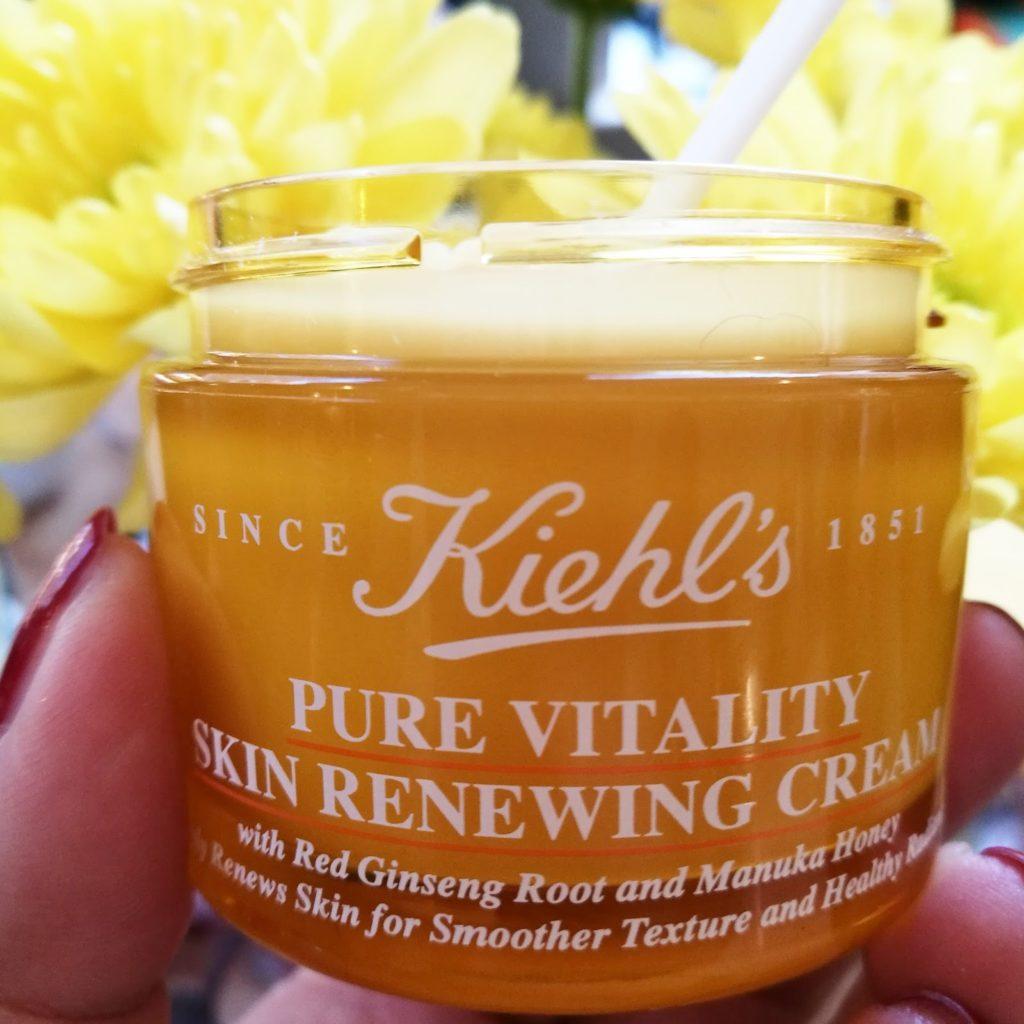 SINCE Kiehl's 1851
PURE VITALITY
SKIN RENEWING CREAM
with Red Ginseng Root and Manuka Honey
Renews Skin for Smoother Texture and Healthy